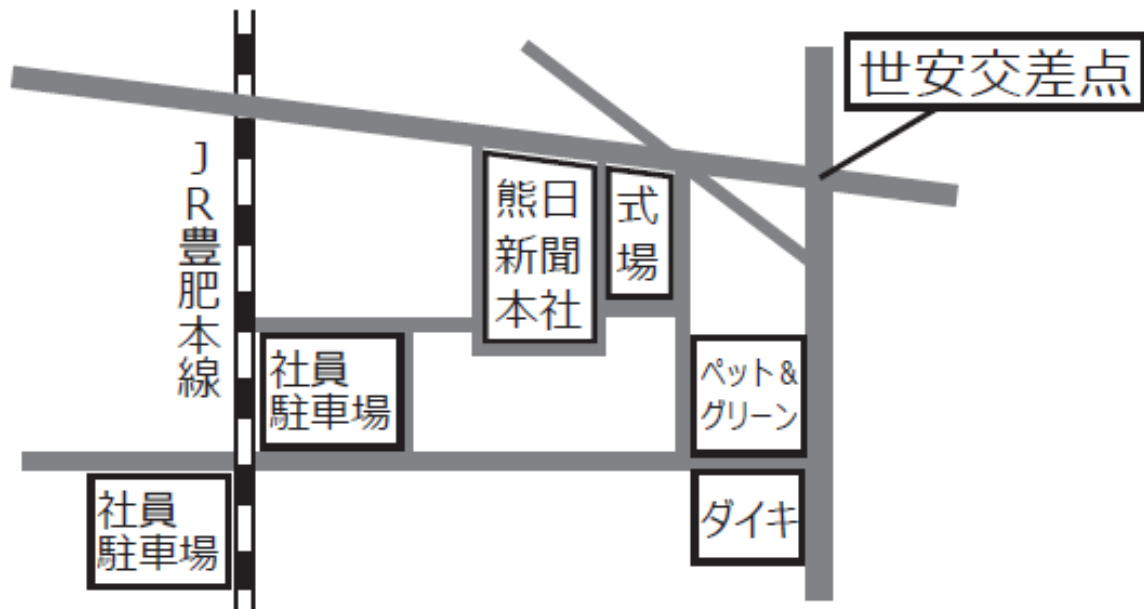 世安交差点
JR豊肥本線
熊日
新聞
本社
式
場
社員
駐車場
ペット&
グリーン
社員
駐車場
ダイキ